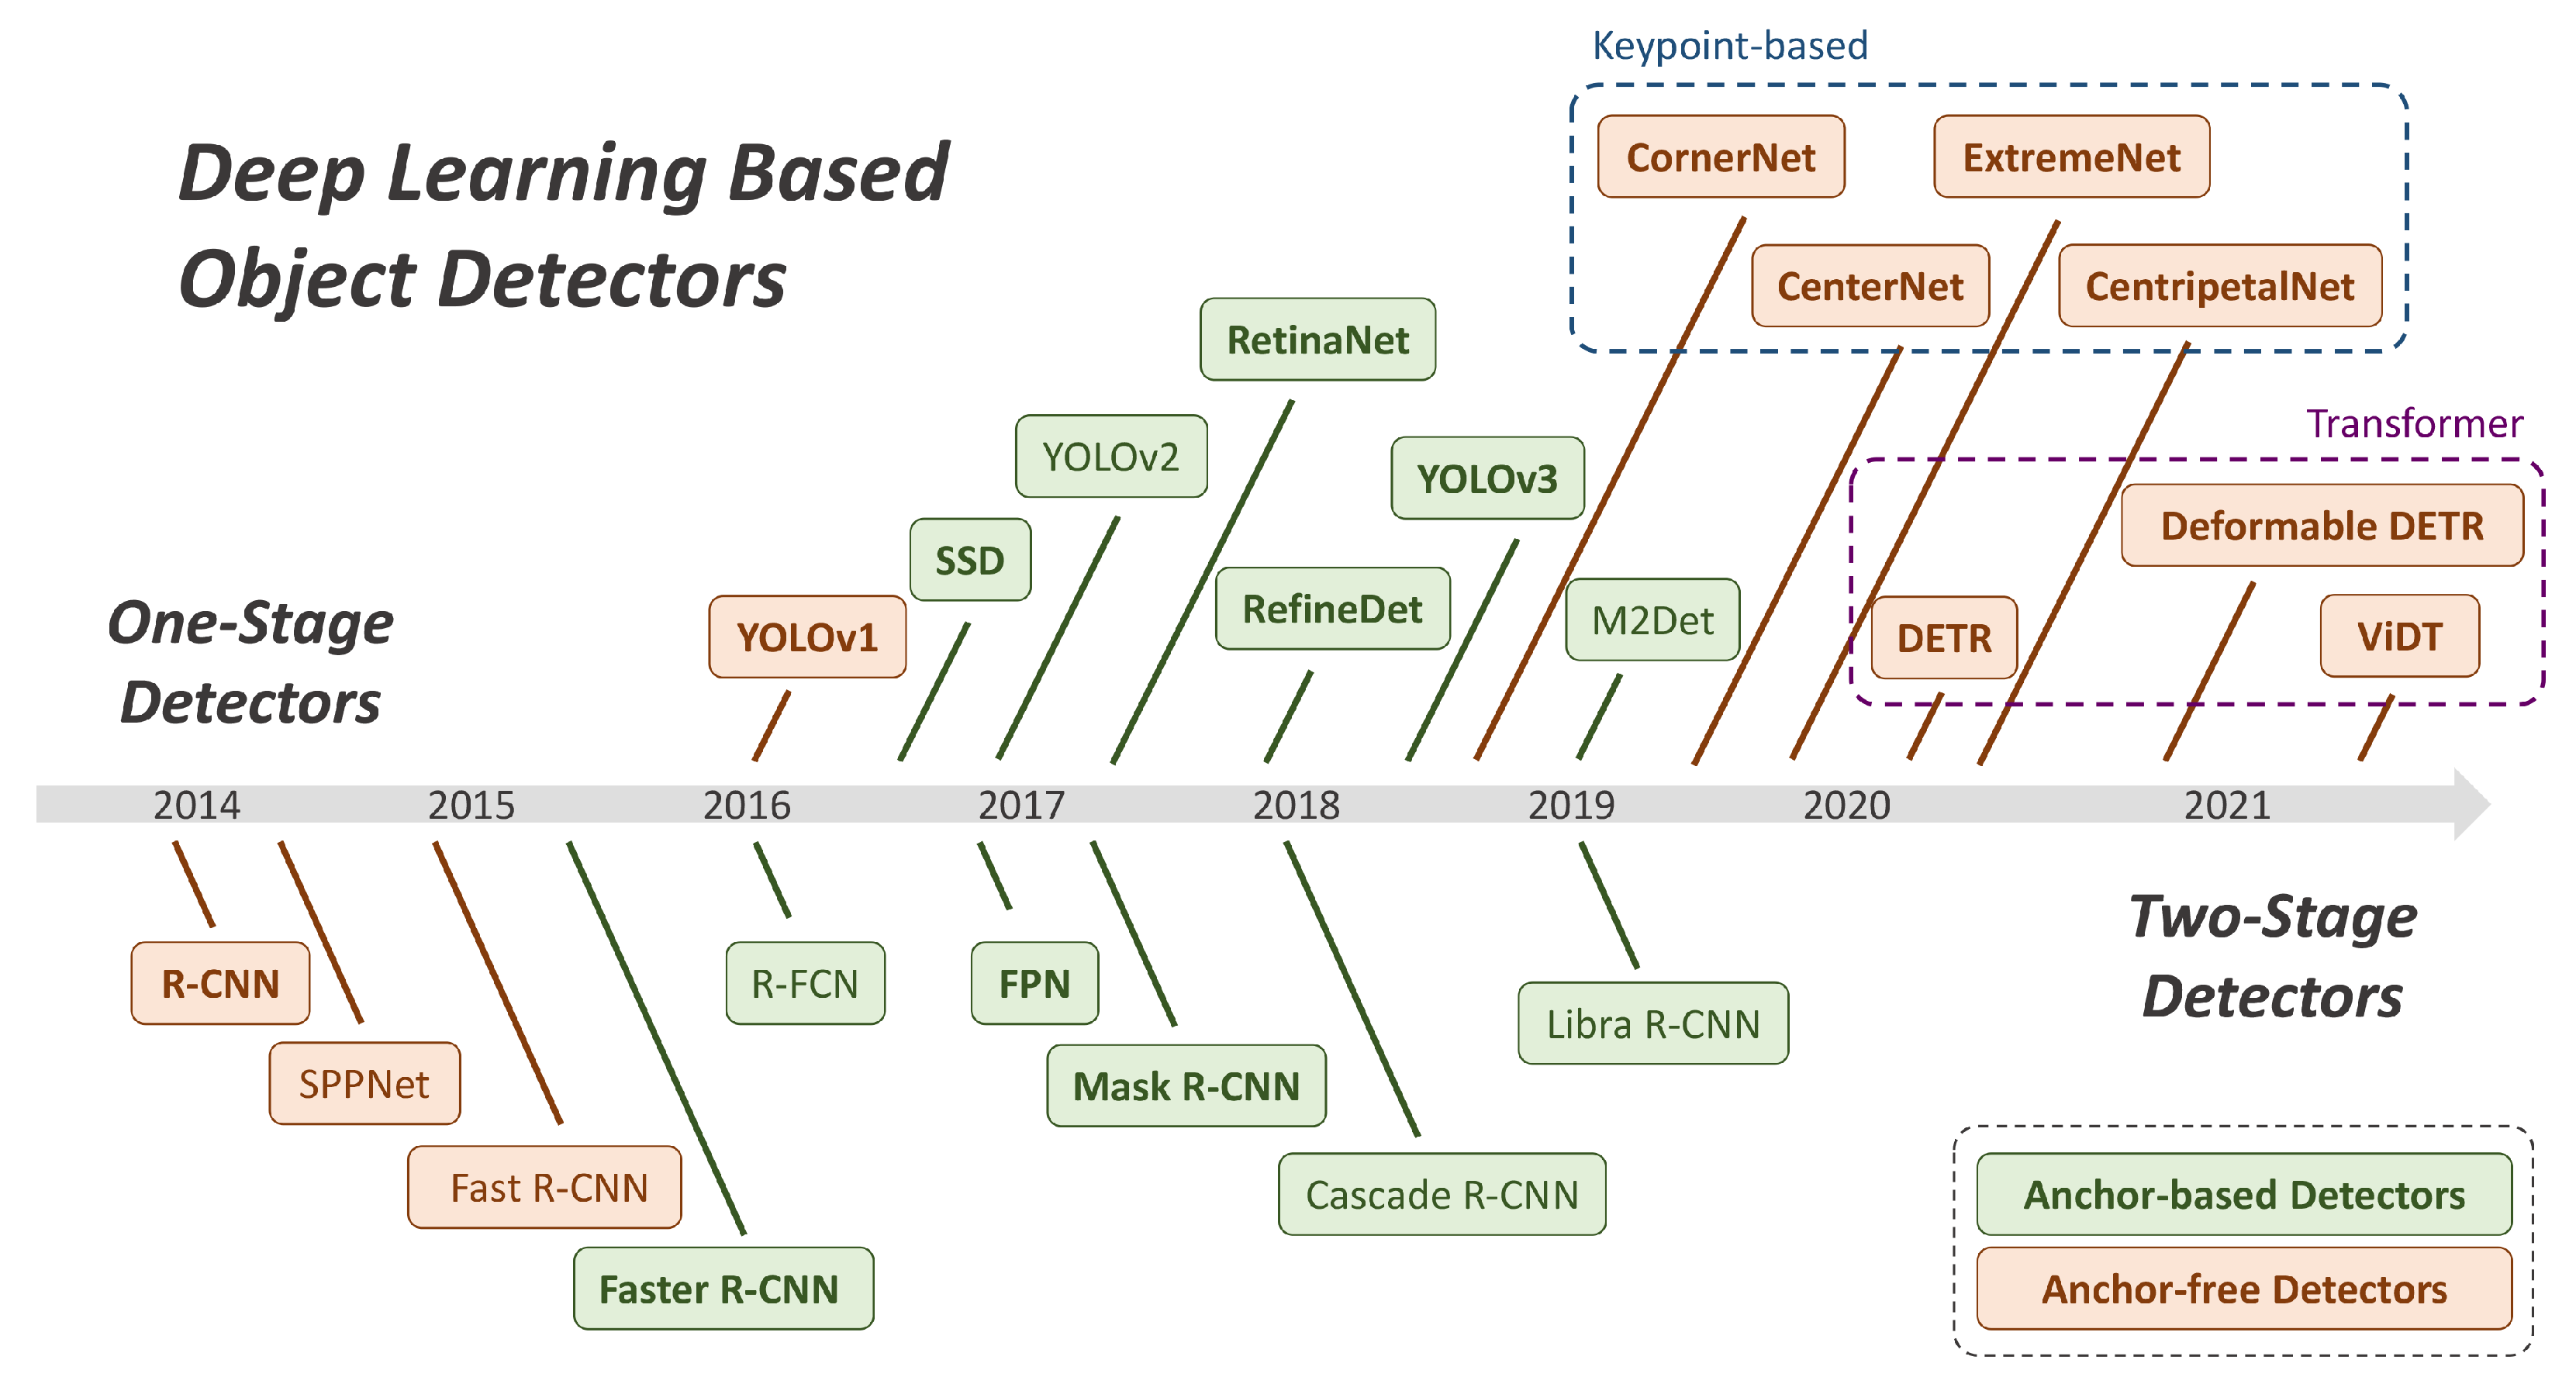 Keypoint-based
CornerNet
ExtremeNet
Deep Learning Based
Object Detectors
CenterNet
CentripetalNet
RetinaNet
YOLOv2
YOLOv3
Transformer
SSD
Deformable DETR
RefineDet
M2Det
One-Stage
Detectors
YOLOv1
DETR
ViDT
2014
2015
2016
2017
2018
2019
2020
2021
R-CNN
R-FCN
FPN
Two-Stage
Detectors
Libra R-CNN
SPPNet
Mask R-CNN
Fast R-CNN
Cascade R-CNN
Faster R-CNN
Anchor-based Detectors
Anchor-free Detectors